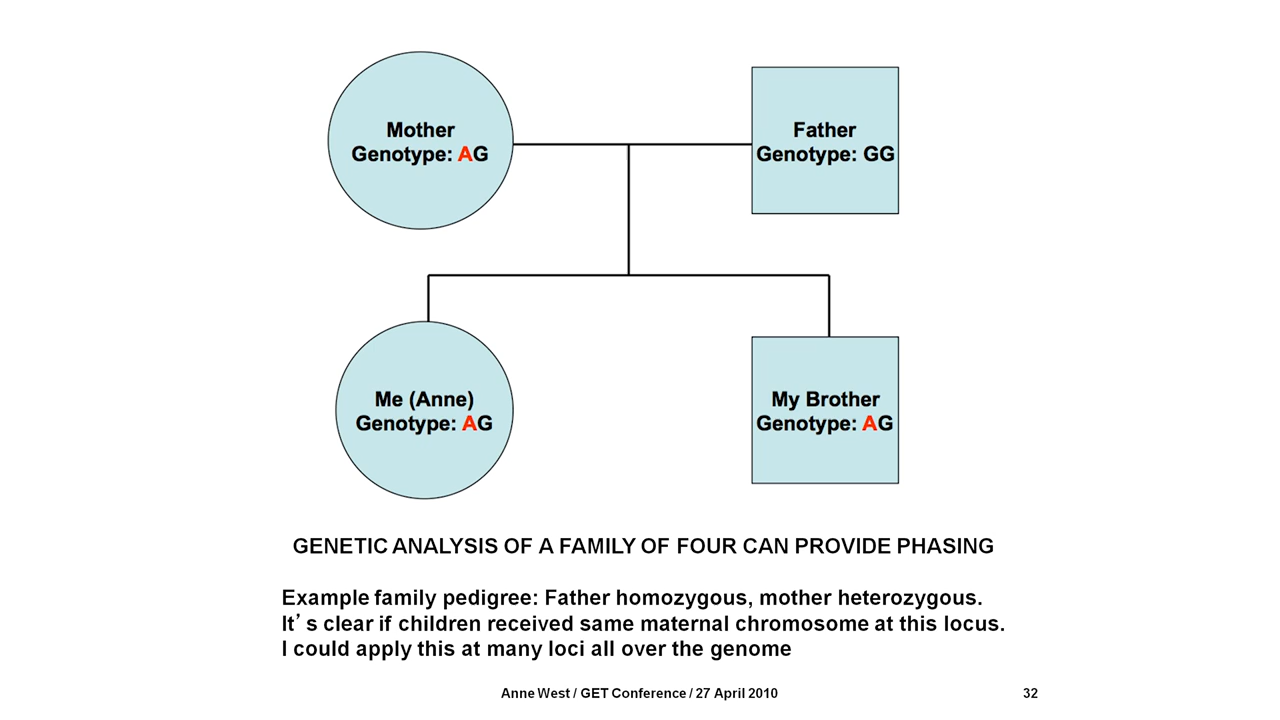 Mother
Genotype: AG
Father
Genotype: GG
Me (Anne)
Genotype: AG
My Brother
Genotype: AG
GENETIC ANALYSIS OF A FAMILY OF FOUR CAN PROVIDE PHASING
Example family pedigree: Father homozygous, mother heterozygous.
It’s clear if children received same maternal chromosome at this locus.
I could apply this at many loci all over the genome
Anne West / GET Conference / 27 April 2010
32